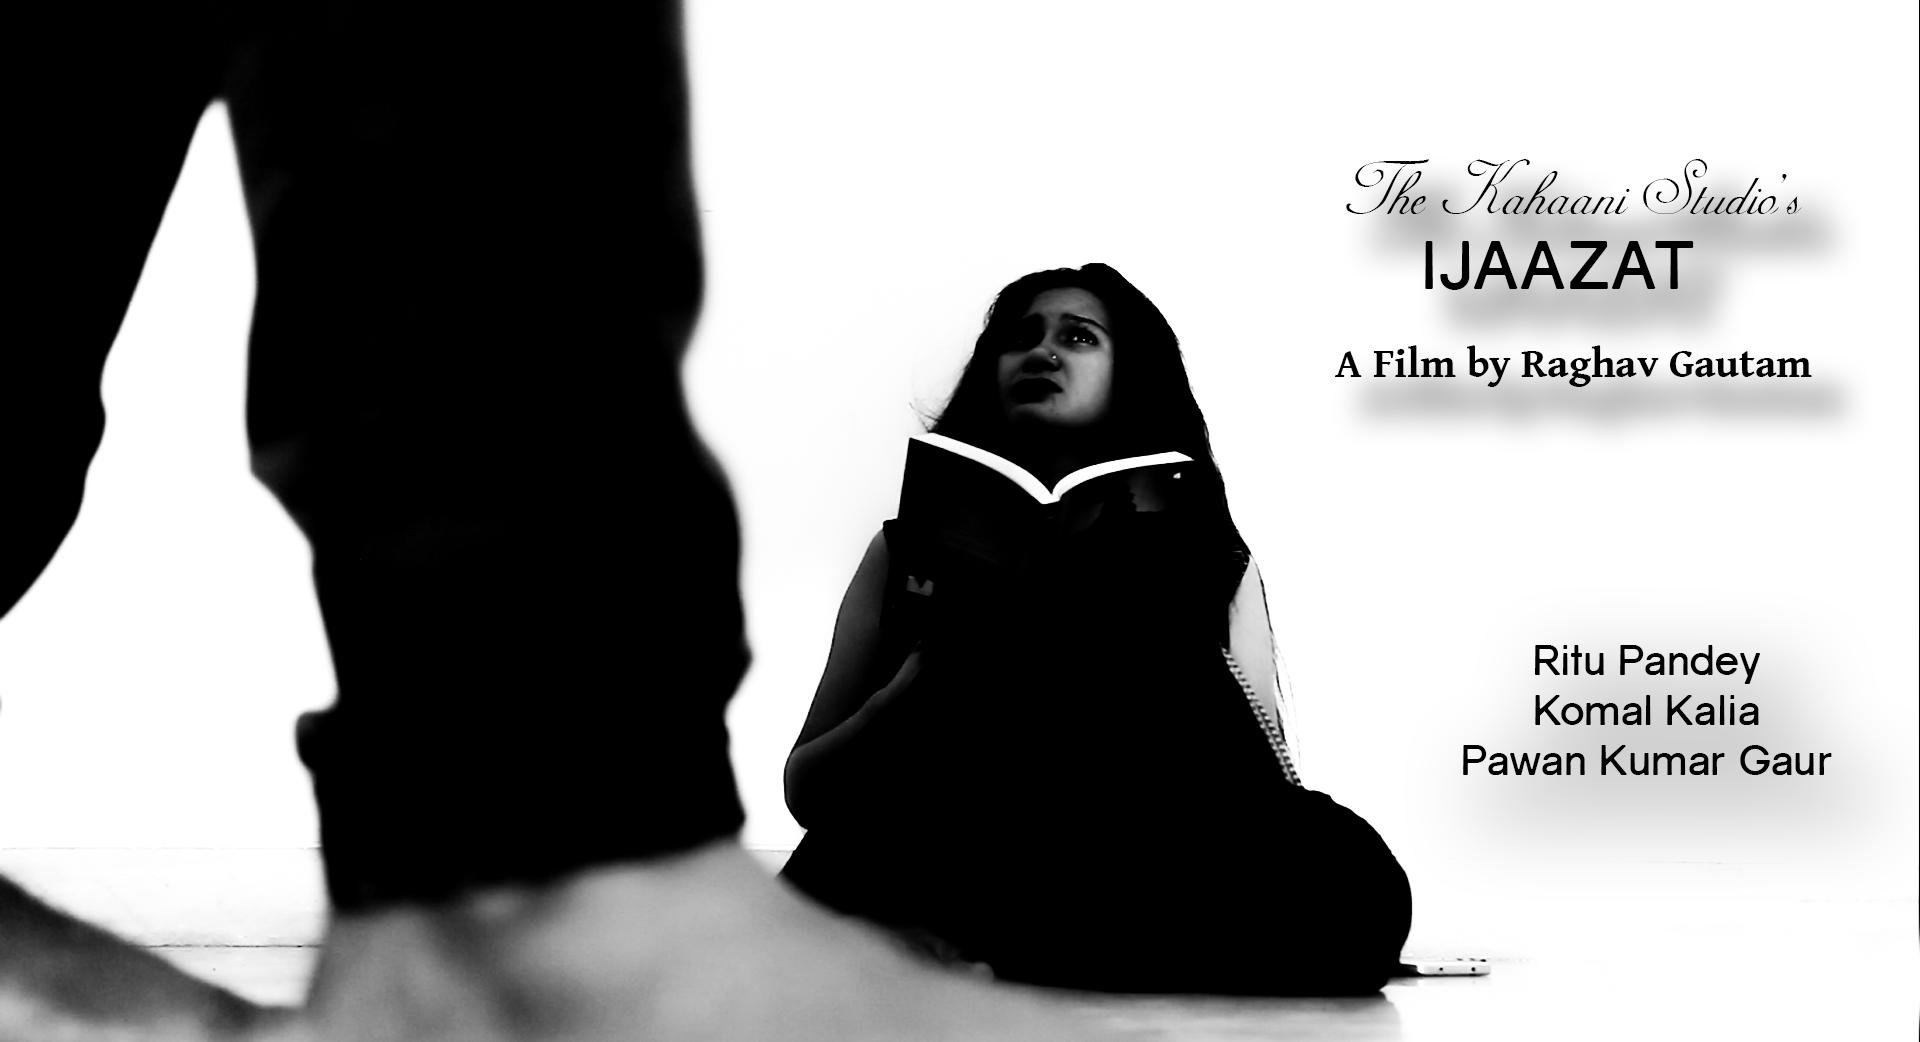 The Kahaani Studio's
IJAAZAT
A Film by Raghav Gautam
Ritu Pandey
Komal Kalia
Pawan Kumar Gaur